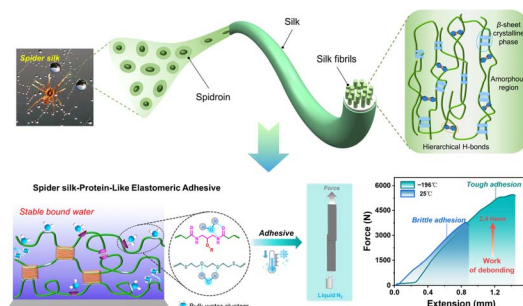 Spider silk
Spidroin
Silk
Silk fibrils
β-sheet
crystalline
phase
Amorphous
region
Hierarchical H-bonds
Spider silk-Protein-Like Elastomeric Adhesive
Stable bound water
Bulk water clusters
Adhesive
Force
Liquid N₂
-196℃
25℃
Tough adhesion
Brittle adhesion
2.4 times
Work
of debonding
Force (N)
6000
4500
3000
1500
0
0.0 0.4 0.8 1.2
Extension (mm)